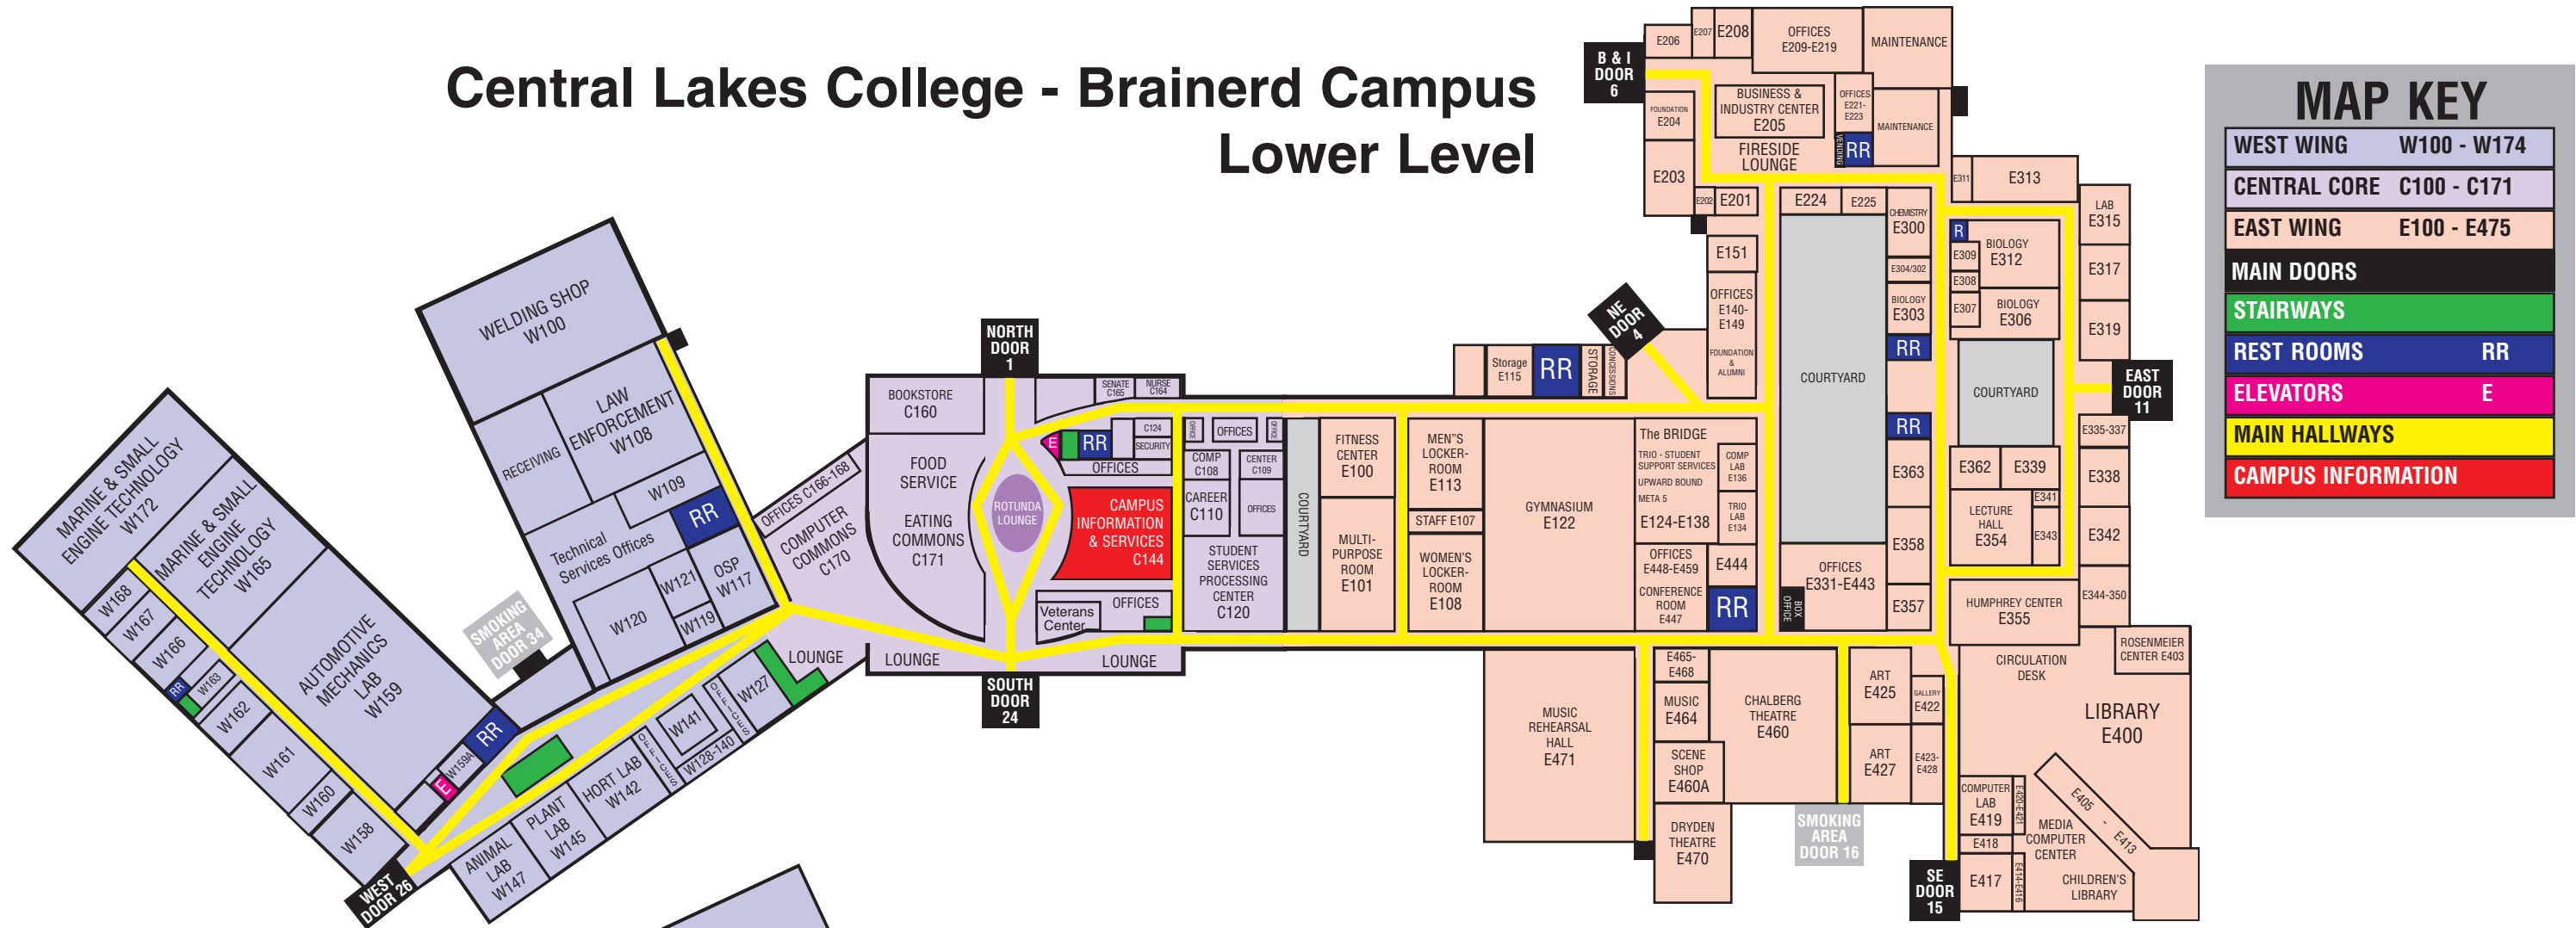 Central Lakes College - Brainerd Campus
Lower Level
MAP KEY
WEST WING W100 - W174
CENTRAL CORE C100 - C171
EAST WING E100 - E475
MAIN DOORS
STAIRWAYS
REST ROOMS RR
ELEVATORS E
MAIN HALLWAYS
CAMPUS INFORMATION
MARINE & SMALL
ENGINE TECHNOLOGY
W172
MARINE & SMALL
ENGINE
TECHNOLOGY
W165
AUTOMOTIVE
MECHANICS
LAB
W159
W168
W167
W166
RR
W163
W162
W161
W160
W158
W159A
E
RR
WEST
DOOR 26
SMOKING
AREA
DOOR 34
WELDING SHOP
W100
RECEIVING
LAW
ENFORCEMENT
W108
W109
RR
Technical
Services Offices
W120
W121
W119
OSP
W117
ANIMAL
LAB
W147
PLANT
LAB
W145
HORT LAB
W142
OFFICES
W141
W128-140
OFFICES
W127
LOUNGE
OFFICES C166-168
COMPUTER
COMMONS
C170
BOOKSTORE
C160
FOOD
SERVICE
EATING
COMMONS
C171
LOUNGE
NORTH
DOOR
1
ROTUNDA
LOUNGE
SOUTH
DOOR
24
SENATE
C165
NURSE
C164
E
RR
C124
SECURITY
OFFICES
CAMPUS
INFORMATION
& SERVICES
C144
Veterans
Center
OFFICES
LOUNGE
OFFICE
OFFICES
OFFICE
COMP
C108
CENTER
C109
CAREER
C110
OFFICES
STUDENT
SERVICES
PROCESSING
CENTER
C120
COURTYARD
FITNESS
CENTER
E100
MULTI-
PURPOSE
ROOM
E101
MEN"S
LOCKER-
ROOM
E113
STAFF E107
WOMEN'S
LOCKER-
ROOM
E108
Storage
E115
RR
STORAGE
CONCESSIONS
NE
DOOR
4
GYMNASIUM
E122
The BRIDGE
TRIO - STUDENT
SUPPORT SERVICES
UPWARD BOUND
META 5
E124-E138
COMP
LAB
E136
TRIO
LAB
E134
OFFICES
E448-E459
CONFERENCE
ROOM
E447
E444
RR
B & I
DOOR
6
E206
E207
E208
OFFICES
E209-E219
MAINTENANCE
FOUNDATION
E204
BUSINESS &
INDUSTRY CENTER
E205
OFFICES
E221-
E223
MAINTENANCE
FIRESIDE
LOUNGE
VENDING
RR
E203
E202
E201
E224
E225
E151
OFFICES
E140-
E149
FOUNDATION
&
ALUMNI
COURTYARD
CHEMISTRY
E300
E304/302
BIOLOGY
E303
RR
RR
E363
E358
E357
OFFICES
E331-E443
BOX
OFFICE
E311
E313
LAB
E315
E317
E319
R
E309
E308
E307
BIOLOGY
E312
BIOLOGY
E306
COURTYARD
EAST
DOOR
11
E335-337
E338
E342
E344-350
E362
E339
E341
E343
LECTURE
HALL
E354
HUMPHREY CENTER
E355
ROSENMEIER
CENTER E403
CIRCULATION
DESK
LIBRARY
E400
MUSIC
REHEARSAL
HALL
E471
E465-
E468
MUSIC
E464
SCENE
SHOP
E460A
DRYDEN
THEATRE
E470
CHALBERG
THEATRE
E460
SMOKING
AREA
DOOR 16
ART
E425
GALLERY
E422
ART
E427
E423-
E428
SE
DOOR
15
COMPUTER
LAB
E419
E420-E421
E418
E417
E414-E416
MEDIA
COMPUTER
CENTER
E405 - E413
CHILDREN'S
LIBRARY